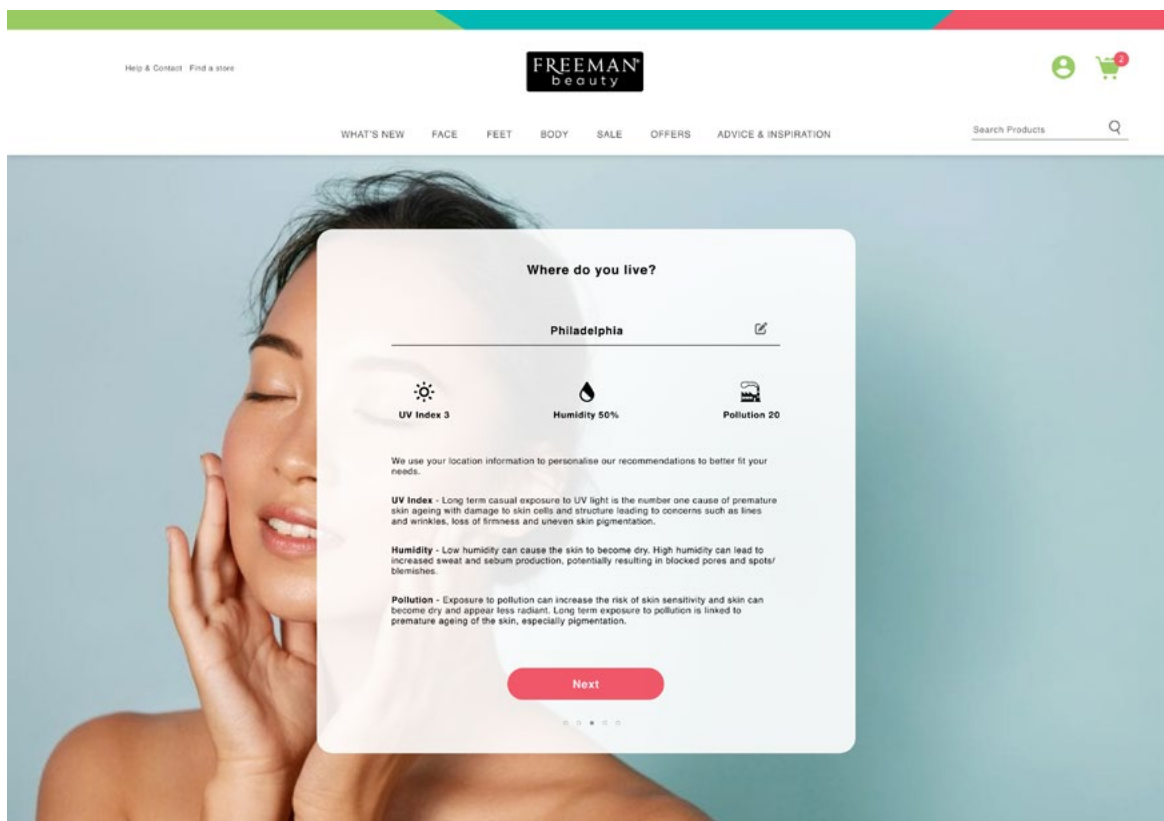 Help & Contact Find a store
FREEMAN®
beauty
2
WHAT'S NEW FACE FEET BODY SALE OFFERS ADVICE & INSPIRATION
Search Products
Where do you live?
Philadelphia
UV Index 3 Humidity 50% Pollution 20
We use your location information to personalise our recommendations to better fit your
needs.
UV Index - Long term casual exposure to UV light is the number one cause of premature
skin ageing with damage to skin cells and structure leading to concerns such as lines
and wrinkles, loss of firmness and uneven skin pigmentation.
Humidity - Low humidity can cause the skin to become dry. High humidity can lead to
increased sweat and sebum production, potentially resulting in blocked pores and spots/
blemishes.
Pollution - Exposure to pollution can increase the risk of skin sensitivity and skin can
become dry and appear less radiant. Long term exposure to pollution is linked to
premature ageing of the skin, especially pigmentation.
Next